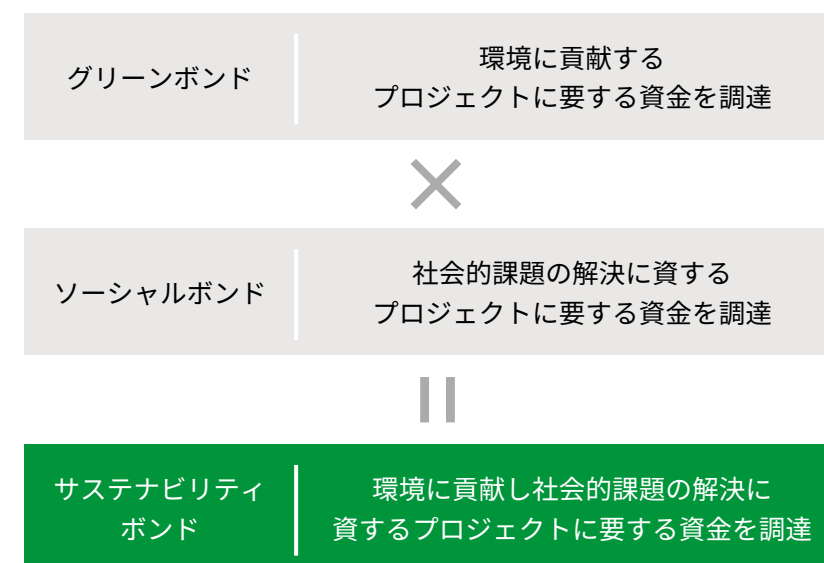 グリーンボンド
環境に貢献する
プロジェクトに要する資金を調達
×
ソーシャルボンド
社会的課題の解決に資する
プロジェクトに要する資金を調達
サステナビリティ
ボンド
環境に貢献し社会的課題の解決に
資するプロジェクトに要する資金を調達